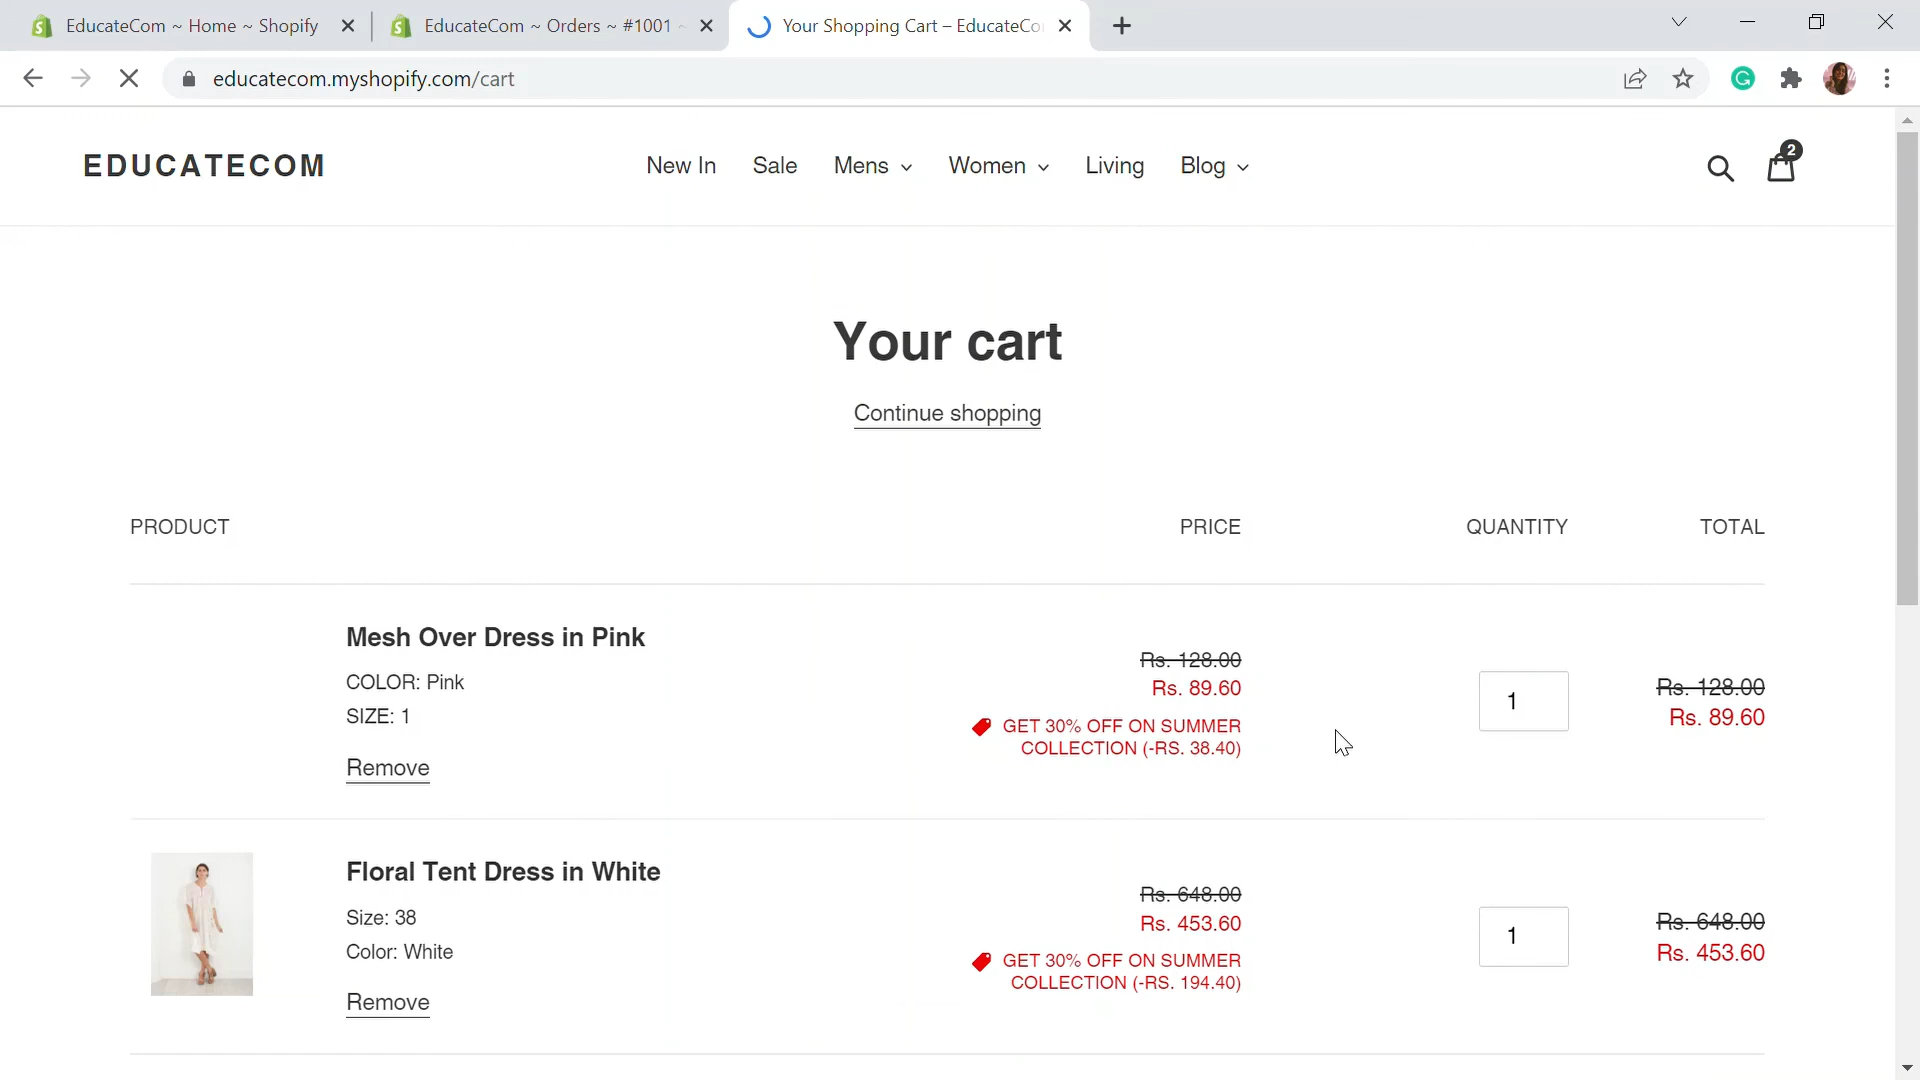 EducateCom ~ Home ~ Shopify
EducateCom ~ Orders ~ #1001
Your Shopping Cart – EducateCo
educatecom.myshopify.com/cart
EDUCATECOM
New In Sale Mens Women Living Blog
2
Your cart
Continue shopping
PRODUCT PRICE QUANTITY TOTAL
Mesh Over Dress in Pink
COLOR: Pink
SIZE: 1
Remove
Rs. 128.00
Rs. 89.60
GET 30% OFF ON SUMMER
COLLECTION (-RS. 38.40)
1
Rs. 128.00
Rs. 89.60
Floral Tent Dress in White
Size: 38
Color: White
Remove
Rs. 648.00
Rs. 453.60
GET 30% OFF ON SUMMER
COLLECTION (-RS. 194.40)
1
Rs. 648.00
Rs. 453.60